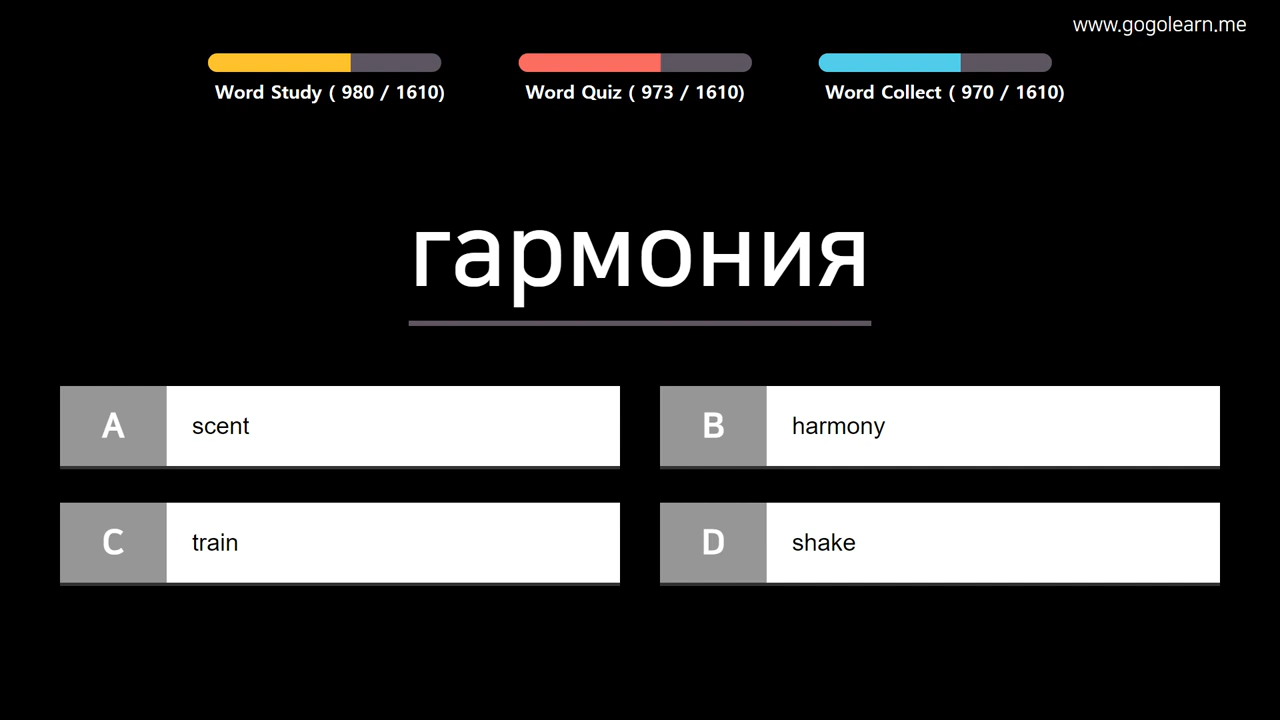 www.gogolearn.me
Word Study ( 980 / 1610)
Word Quiz ( 973 / 1610)
Word Collect ( 970 / 1610)
гармония
A scent
B harmony
C train
D shake